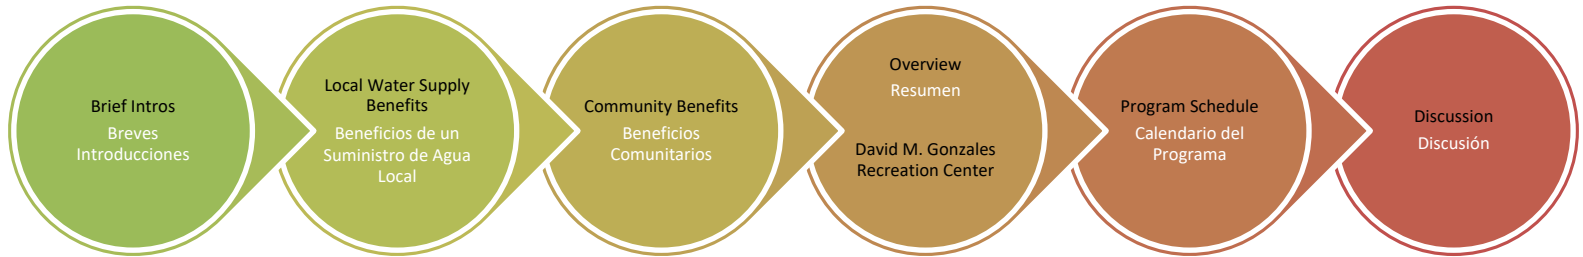 Brief Intros
Breves
Introducciones
Local Water Supply
Benefits
Beneficios de un
Suministro de Agua
Local
Community Benefits
Beneficios
Comunitarios
Overview
Resumen
David M. Gonzales
Recreation Center
Program Schedule
Calendario del
Programa
Discussion
Discusión